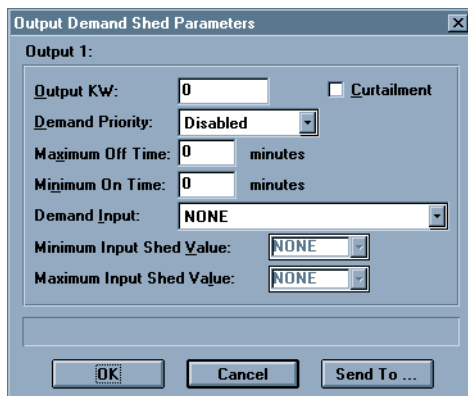 Output Demand Shed Parameters
Output 1:
Output KW: 0 Curtailment
Demand Priority: Disabled
Maximum Off Time: 0 minutes
Minimum On Time: 0 minutes
Demand Input: NONE
Minimum Input Shed Value: NONE
Maximum Input Shed Value: NONE
OK Cancel Send To ...